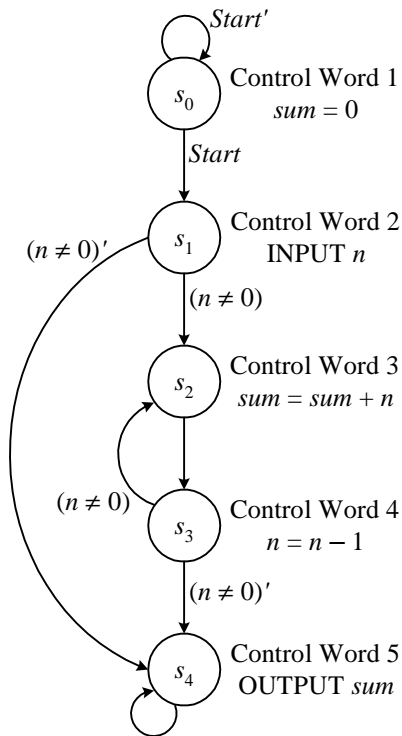 Start'
s0
Control Word 1
sum = 0
Start
s1
Control Word 2
INPUT n
(n ≠ 0)'
(n ≠ 0)
s2
Control Word 3
sum = sum + n
(n ≠ 0)
s3
Control Word 4
n = n − 1
(n ≠ 0)'
s4
Control Word 5
OUTPUT sum